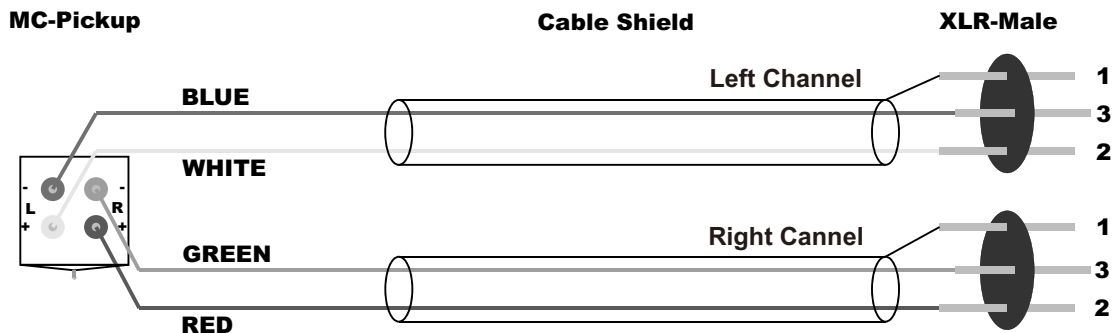 MC-Pickup Cable Shield XLR-Male
Left Channel 1
BLUE
3
WHITE 2
- -
L R
+ +
Right Cannel 1
GREEN
3
RED 2